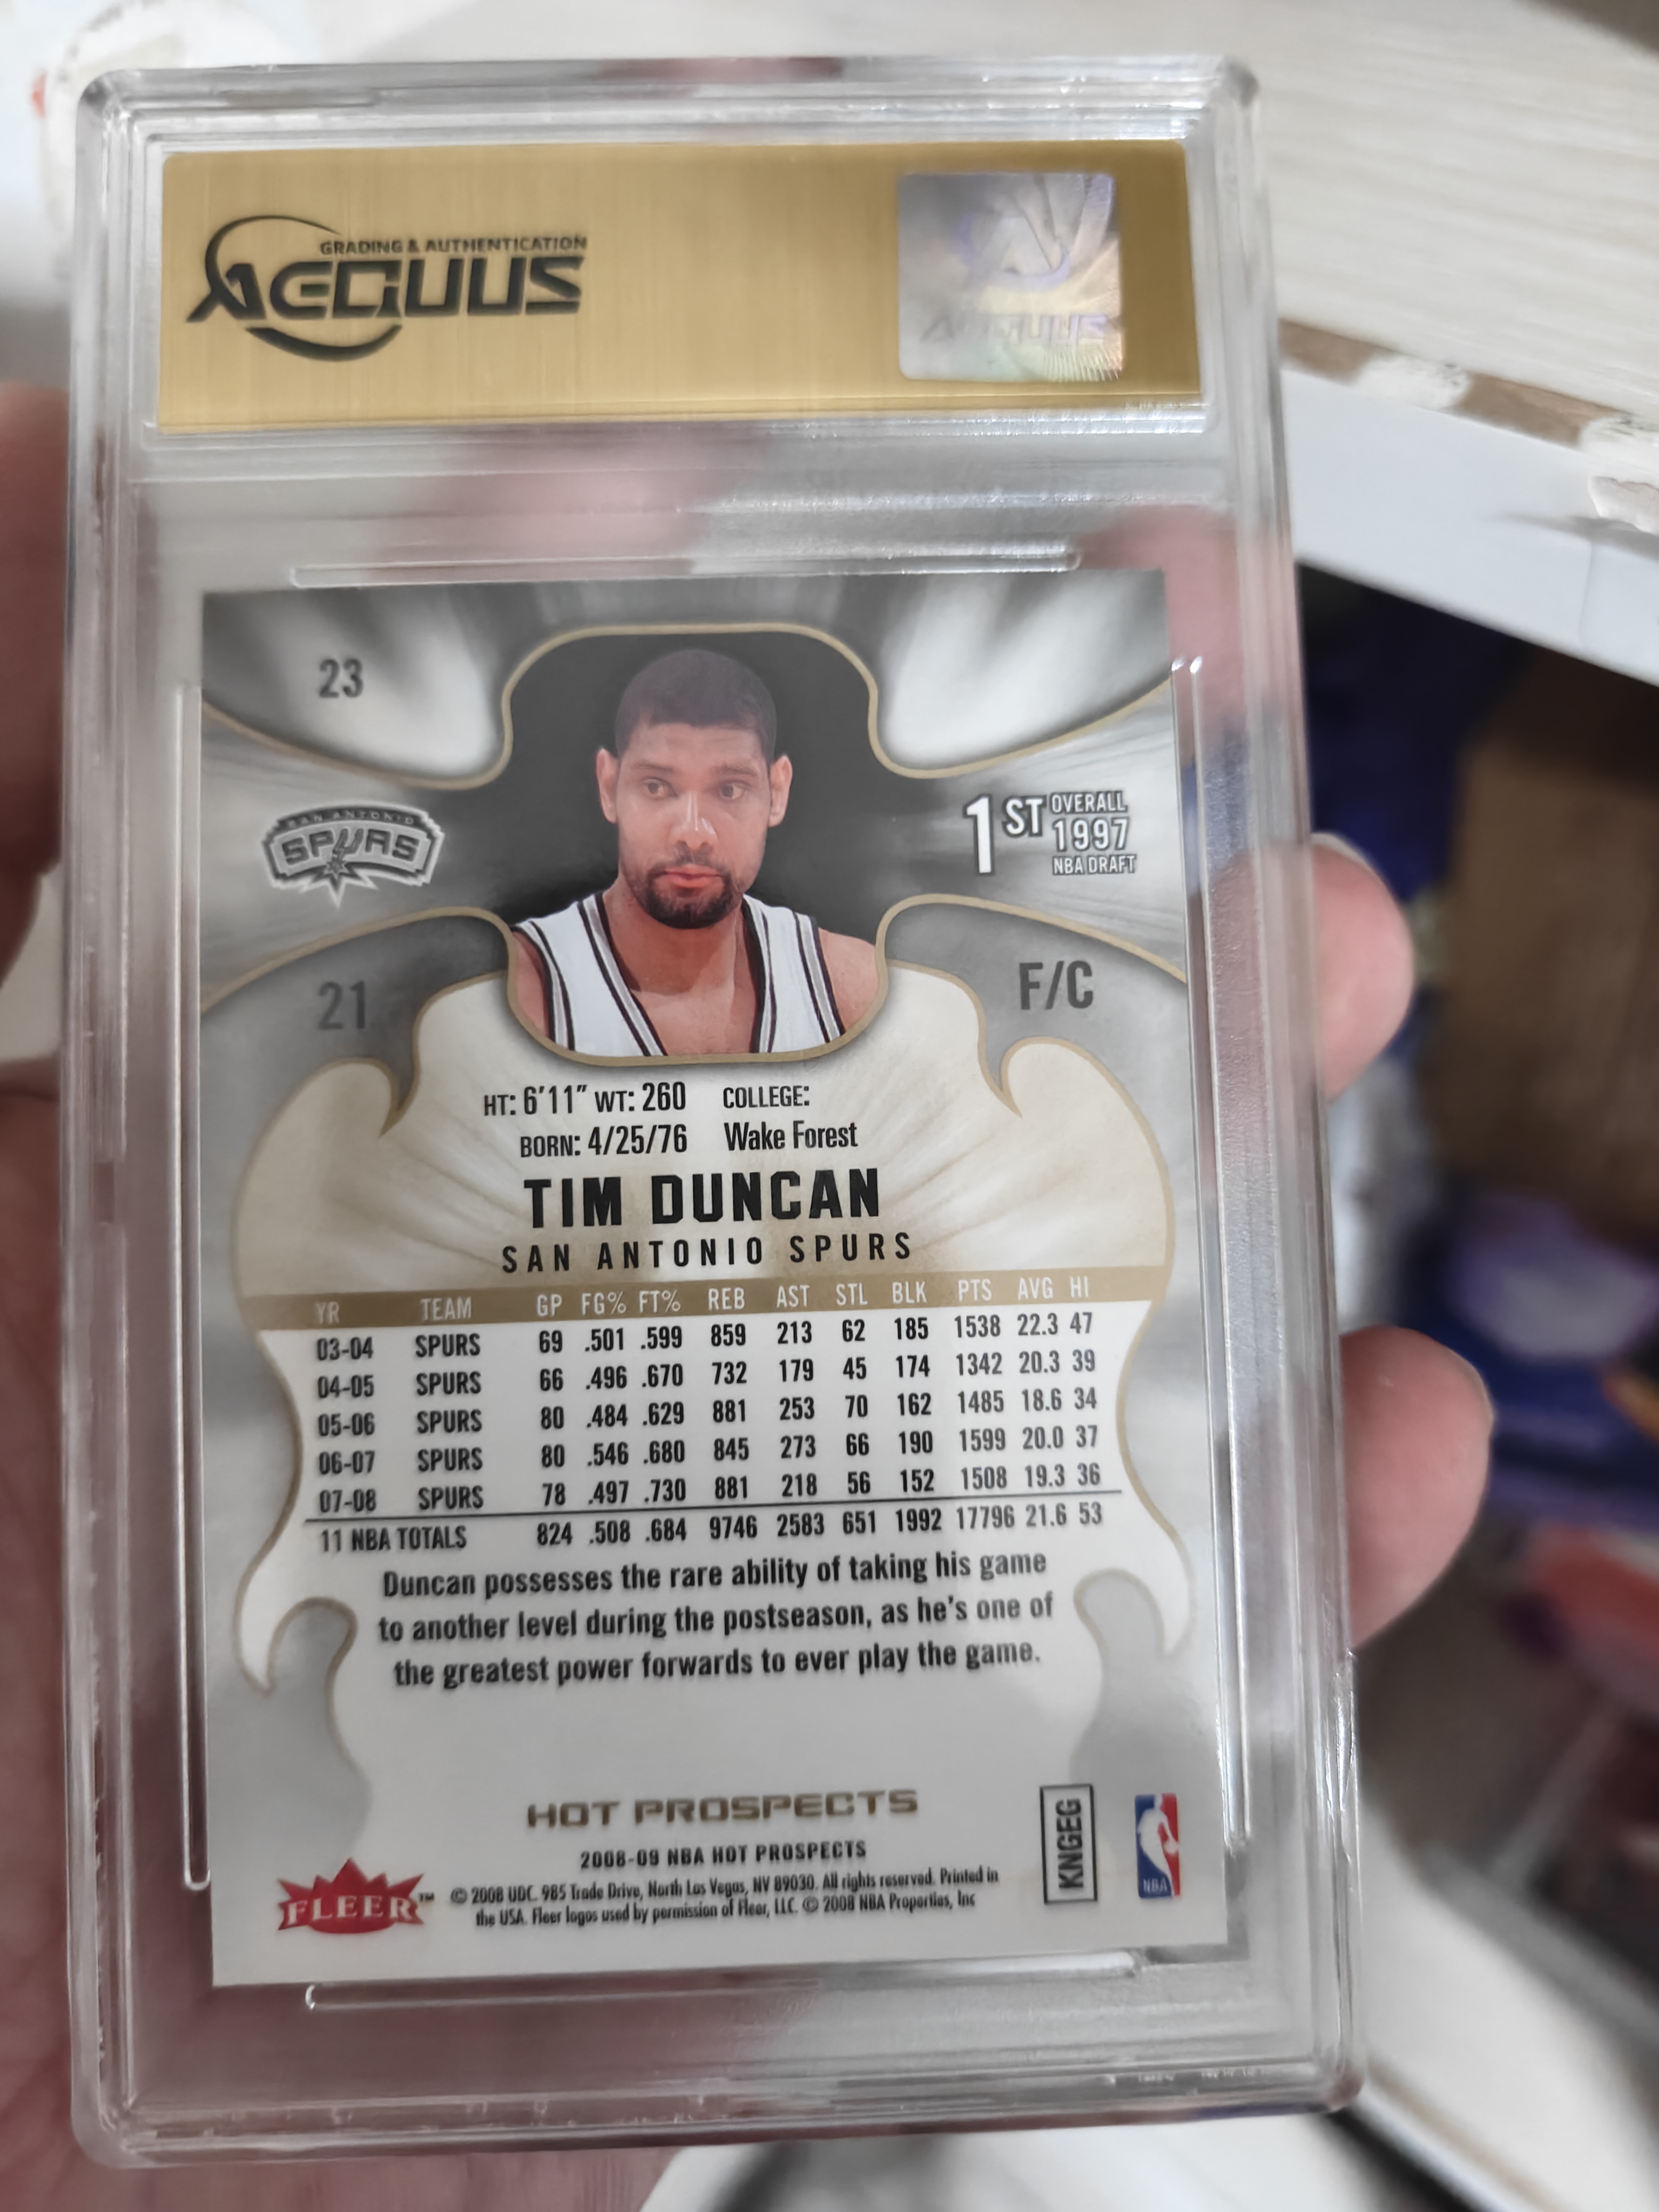 GRADING & AUTHENTICATION
AEQUUS
AEQUUS
23
SAN ANTONIO
SPURS
1ST OVERALL
1997
NBA DRAFT
21
F/C
HT: 6'11" WT: 260 COLLEGE:
BORN: 4/25/76 Wake Forest
TIM DUNCAN
SAN ANTONIO SPURS
YR TEAM GP FG% FT% REB AST STL BLK PTS AVG HI
03-04 SPURS 69 .501 .599 859 213 62 185 1538 22.3 47
04-05 SPURS 66 .496 .670 732 179 45 174 1342 20.3 39
05-06 SPURS 80 .484 .629 881 253 70 162 1485 18.6 34
06-07 SPURS 80 .546 .680 845 273 66 190 1599 20.0 37
07-08 SPURS 78 .497 .730 881 218 56 152 1508 19.3 36
11 NBA TOTALS 824 .508 .684 9746 2583 651 1992 17796 21.6 53
Duncan possesses the rare ability of taking his game
to another level during the postseason, as he's one of
the greatest power forwards to ever play the game.
HOT PROSPECTS
2008-09 NBA HOT PROSPECTS
FLEER™
© 2008 UDC. 985 Trade Drive, North Las Vegas, NV 89030. All rights reserved. Printed in
the USA. Fleer logos used by permission of Fleer, LLC. © 2008 NBA Properties, Inc
KNGEG
NBA